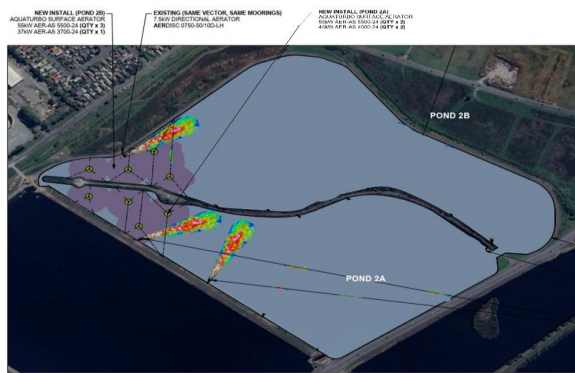 NEW INSTALL (POND 2B)
AQUATURBO SURFACE AERATOR
55kW AER-AS 5500-24 (QTY x 3)
37kW AER-AS 3700-24 (QTY x 1)
EXISTING (SAME VECTOR, SAME MOORINGS)
7.5kW DIRECTIONAL AERATOR
AERDISC 0750-50/10D-LH
NEW INSTALL (POND 2A)
AQUATURBO SURFACE AERATOR
AER-AS 5500-24 (QTY x 2)
45kW AER-AS 4500-24 (QTY x 2)
POND 2B
POND 2A